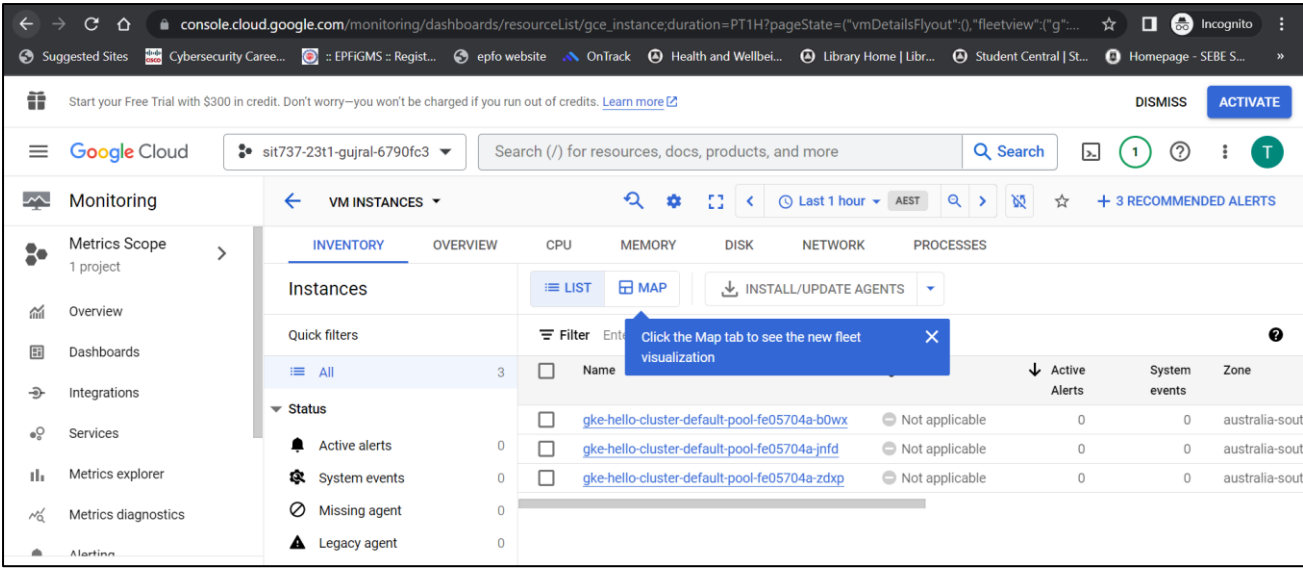 console.cloud.google.com/monitoring/dashboards/resourceList/gce_instance;duration=PT1H?pageState=("vmDetailsFlyout":(),"fleetview":("g":...
Incognito
Suggested Sites
Cybersecurity Caree...
:: EPFiGMS :: Regist...
epfo website
OnTrack
Health and Wellbei...
Library Home | Libr...
Student Central | St...
Homepage - SEBE S...
»
Start your Free Trial with $300 in credit. Don't worry—you won't be charged if you run out of credits. Learn more
DISMISS
ACTIVATE
Google Cloud
sit737-23t1-gujral-6790fc3
Search (/) for resources, docs, products, and more
Search
1
T
Monitoring
VM INSTANCES
Last 1 hour
AEST
+ 3 RECOMMENDED ALERTS
Metrics Scope
1 project
Overview
Dashboards
Integrations
Services
Metrics explorer
Metrics diagnostics
Alerting
INVENTORY
OVERVIEW
CPU
MEMORY
DISK
NETWORK
PROCESSES
Instances
LIST
MAP
INSTALL/UPDATE AGENTS
Quick filters
All 3
Status
Active alerts 0
System events 0
Missing agent 0
Legacy agent 0
Filter
Click the Map tab to see the new fleet
visualization
Name
Active
Alerts
System
events
Zone
gke-hello-cluster-default-pool-fe05704a-b0wx Not applicable 0 0 australia-sout
gke-hello-cluster-default-pool-fe05704a-jnfd Not applicable 0 0 australia-sout
gke-hello-cluster-default-pool-fe05704a-zdxp Not applicable 0 0 australia-sout